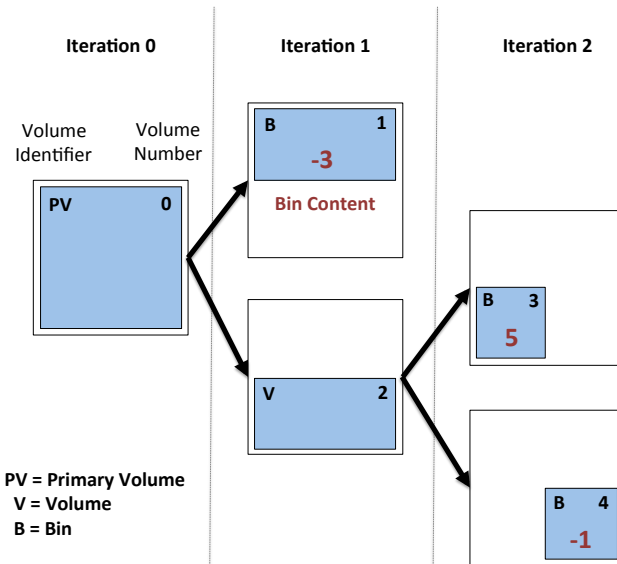 Iteration 0
Iteration 1
Iteration 2
Volume Identifier
Volume Number
PV 0
B 1
-3
Bin Content
V 2
B 3
5
B 4
-1
PV = Primary Volume
V = Volume
B = Bin